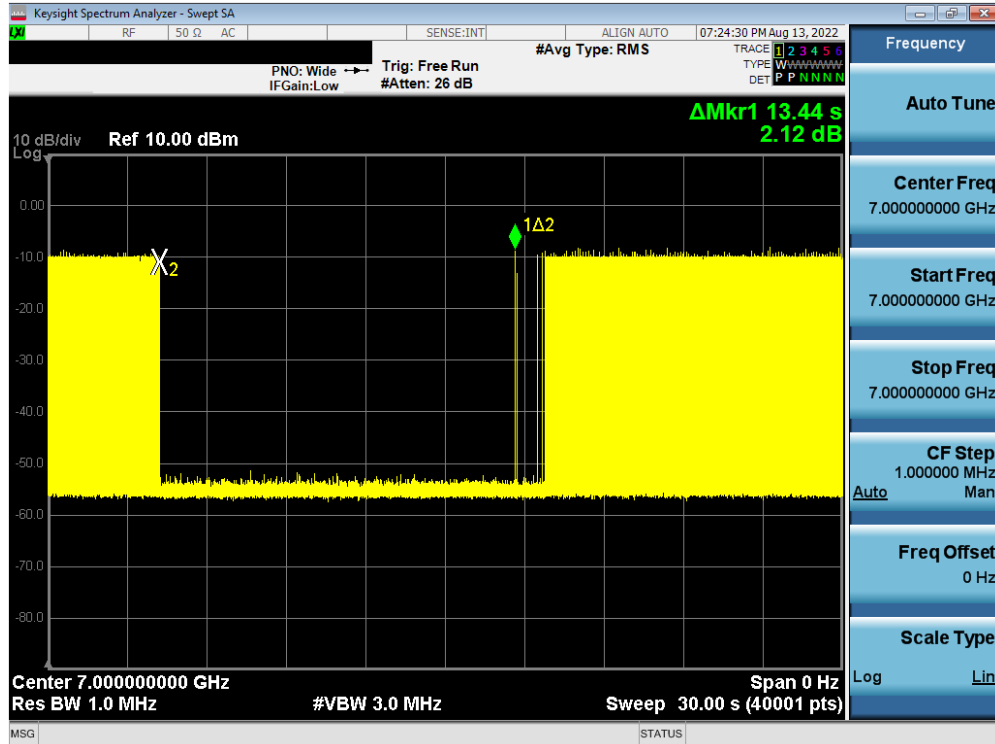 Keysight Spectrum Analyzer - Swept SA
LXI RF 50 Ω AC SENSE:INT ALIGN AUTO 07:24:30 PM Aug 13, 2022
#Avg Type: RMS
TRACE 1 2 3 4 5 6
TYPE WWWWWW
DET P P N N N N
PNO: Wide
IFGain:Low
Trig: Free Run
#Atten: 26 dB
ΔMkr1 13.44 s
2.12 dB
10 dB/div Ref 10.00 dBm
Log
0.00
-10.0
-20.0
-30.0
-40.0
-50.0
-60.0
-70.0
-80.0
1Δ2
X2
Center 7.000000000 GHz Span 0 Hz
Res BW 1.0 MHz #VBW 3.0 MHz Sweep 30.00 s (40001 pts)
MSG STATUS
Frequency
Auto Tune
Center Freq
7.000000000 GHz
Start Freq
7.000000000 GHz
Stop Freq
7.000000000 GHz
CF Step
1.000000 MHz
Auto Man
Freq Offset
0 Hz
Scale Type
Log Lin